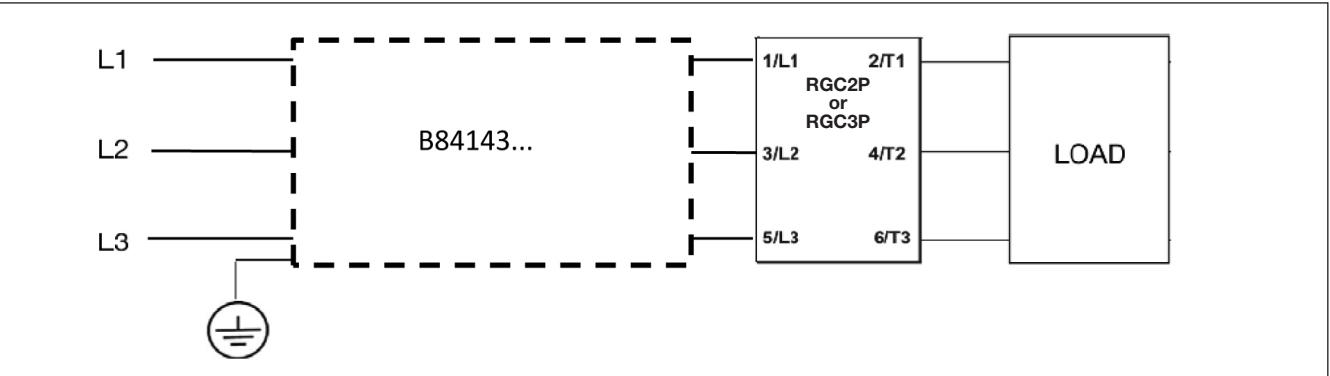 L1
1/L1 2/T1
RGC2P
or
RGC3P
B84143...
L2
3/L2 4/T2
LOAD
L3
5/L3 6/T3